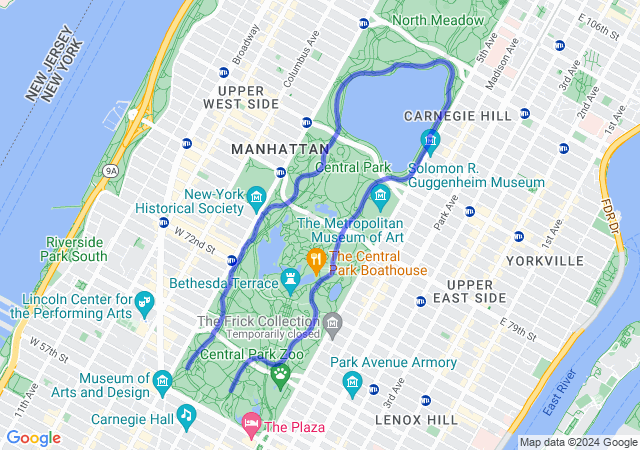 North Meadow
E 106th St
NEW JERSEY
NEW YORK
Broadway
Columbus Ave
5th Ave
Madison Ave
3rd Ave
2nd Ave
1st Ave
UPPER
WEST SIDE
CARNEGIE HILL
MANHATTAN
Central Park
9A
Solomon R.
Guggenheim Museum
New-York
Historical Society
Park Ave
FDR Dr
The Metropolitan
Museum of Art
W 72nd St
1st Ave
Riverside
Park South
The Central
Park Boathouse
YORKVILLE
Bethesda Terrace
UPPER
EAST SIDE
Lincoln Center for
the Performing Arts
The Frick Collection
Temporarily closed
E 79th St
W 57th St
Central Park Zoo
Park Avenue Armory
Museum of
Arts and Design
3rd Ave
East River
11th Ave
Carnegie Hall
LENOX HILL
The Plaza
Google
Map data ©2024 Google